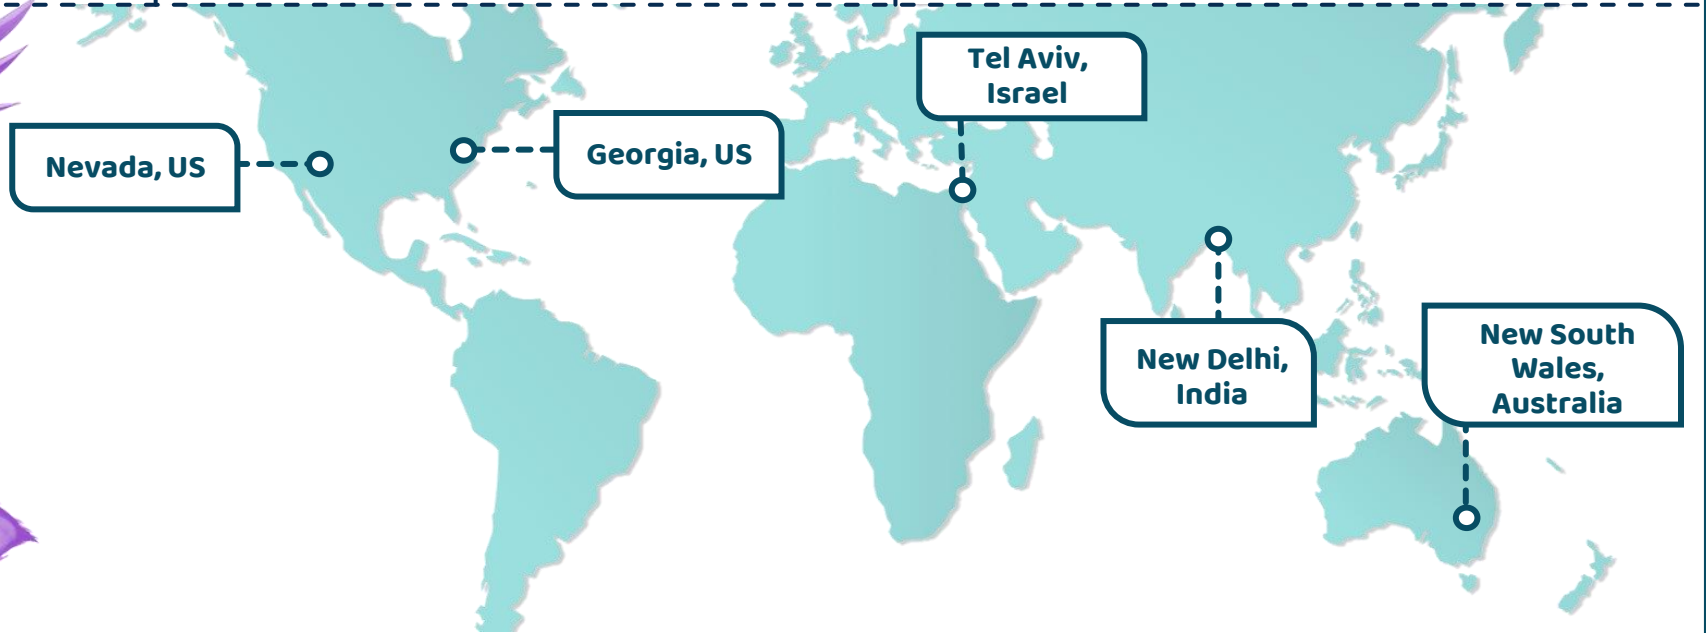 Tel Aviv,
Israel
Nevada, US
Georgia, US
New Delhi,
India
New South
Wales,
Australia